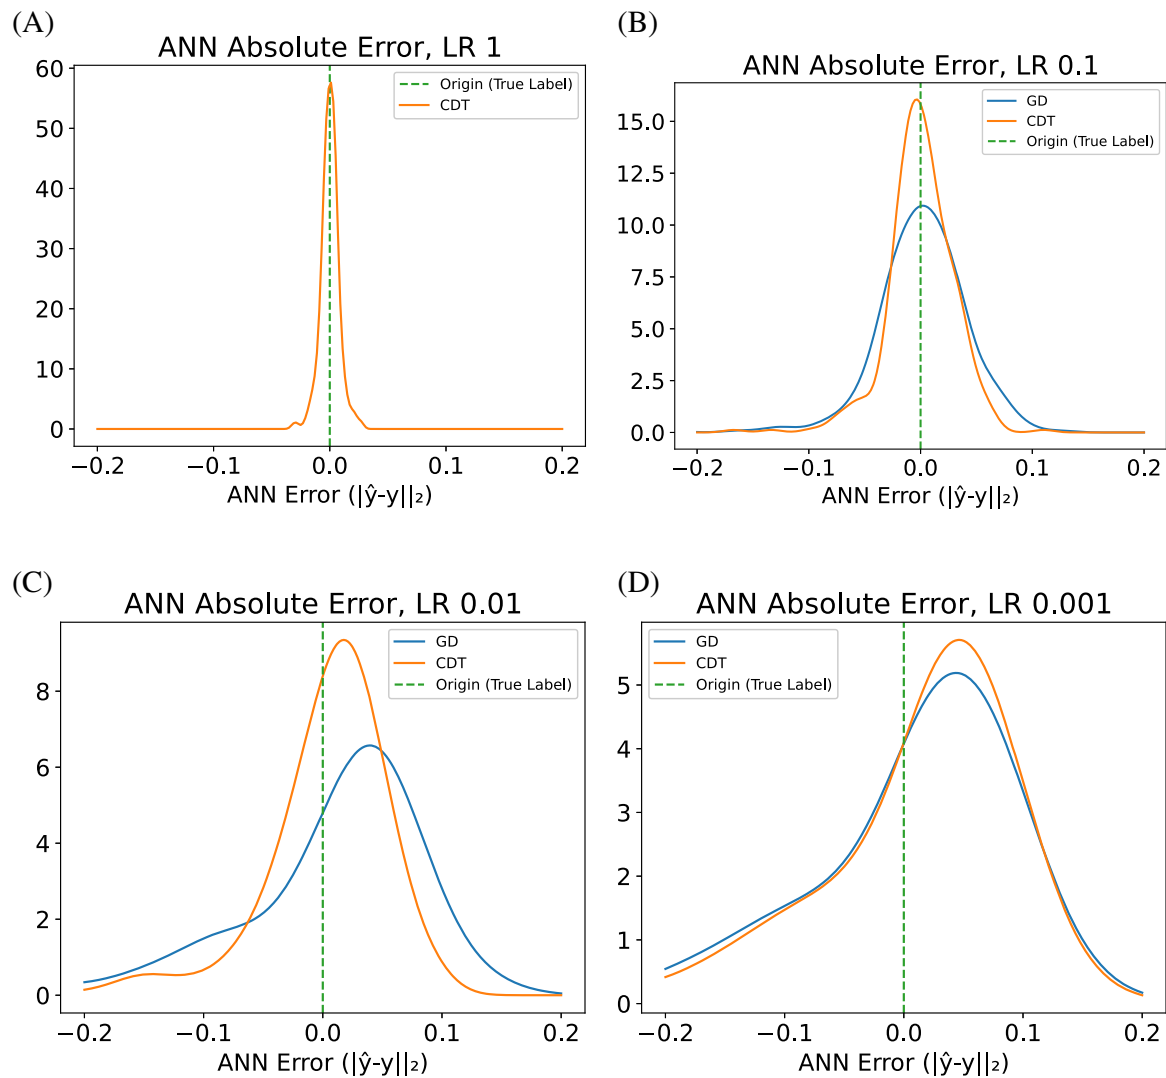 (A)
ANN Absolute Error, LR 1
60
50
40
30
20
10
0
Origin (True Label)
CDT
−0.2 −0.1 0.0 0.1 0.2
ANN Error (|ŷ-y||₂)
(B)
ANN Absolute Error, LR 0.1
15.0
12.5
10.0
7.5
5.0
2.5
0.0
GD
CDT
Origin (True Label)
−0.2 −0.1 0.0 0.1 0.2
ANN Error (|ŷ-y||₂)
(C)
ANN Absolute Error, LR 0.01
8
6
4
2
0
GD
CDT
Origin (True Label)
−0.2 −0.1 0.0 0.1 0.2
ANN Error (|ŷ-y||₂)
(D)
ANN Absolute Error, LR 0.001
5
4
3
2
1
0
GD
CDT
Origin (True Label)
−0.2 −0.1 0.0 0.1 0.2
ANN Error (|ŷ-y||₂)